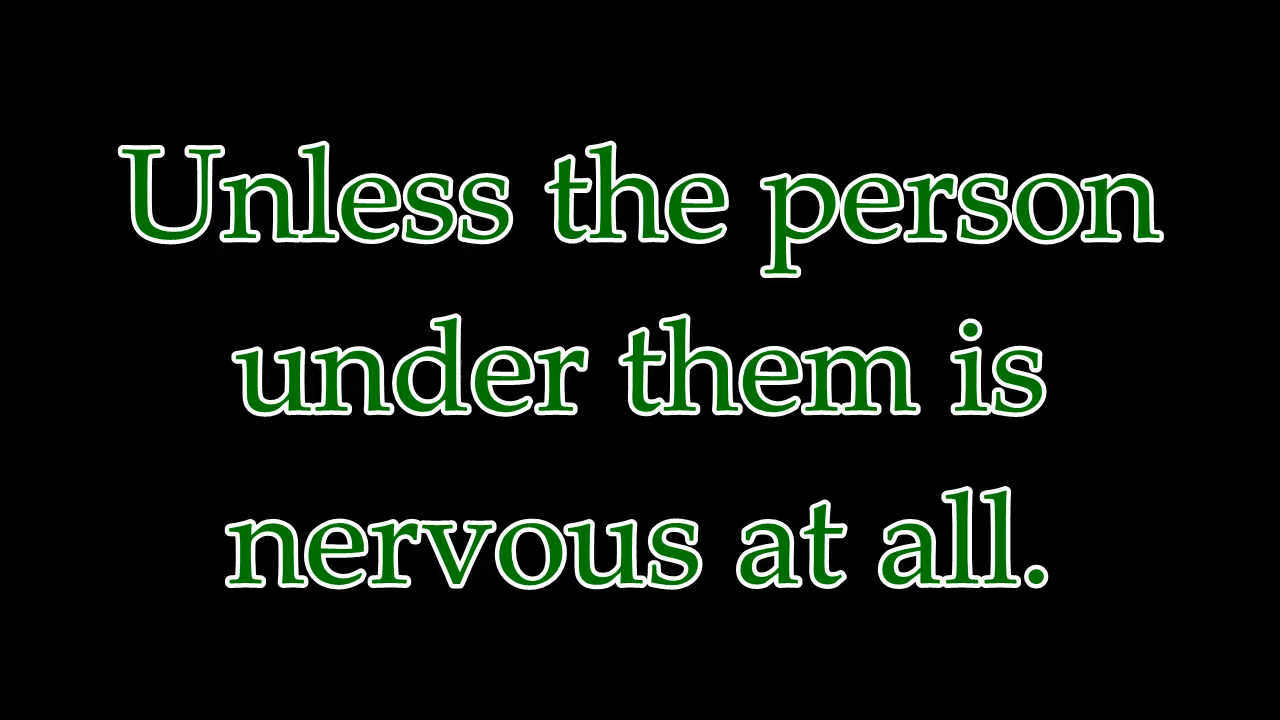 Unless the person
under them is
nervous at all.